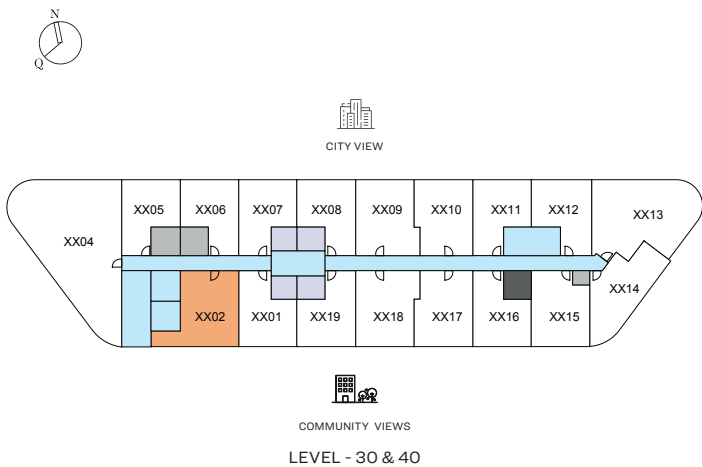 N
Q
CITY VIEW
XX05 XX06 XX07 XX08 XX09 XX10 XX11 XX12 XX13
XX04
XX14
XX02 XX01 XX19 XX18 XX17 XX16 XX15
COMMUNITY VIEWS
LEVEL - 30 & 40